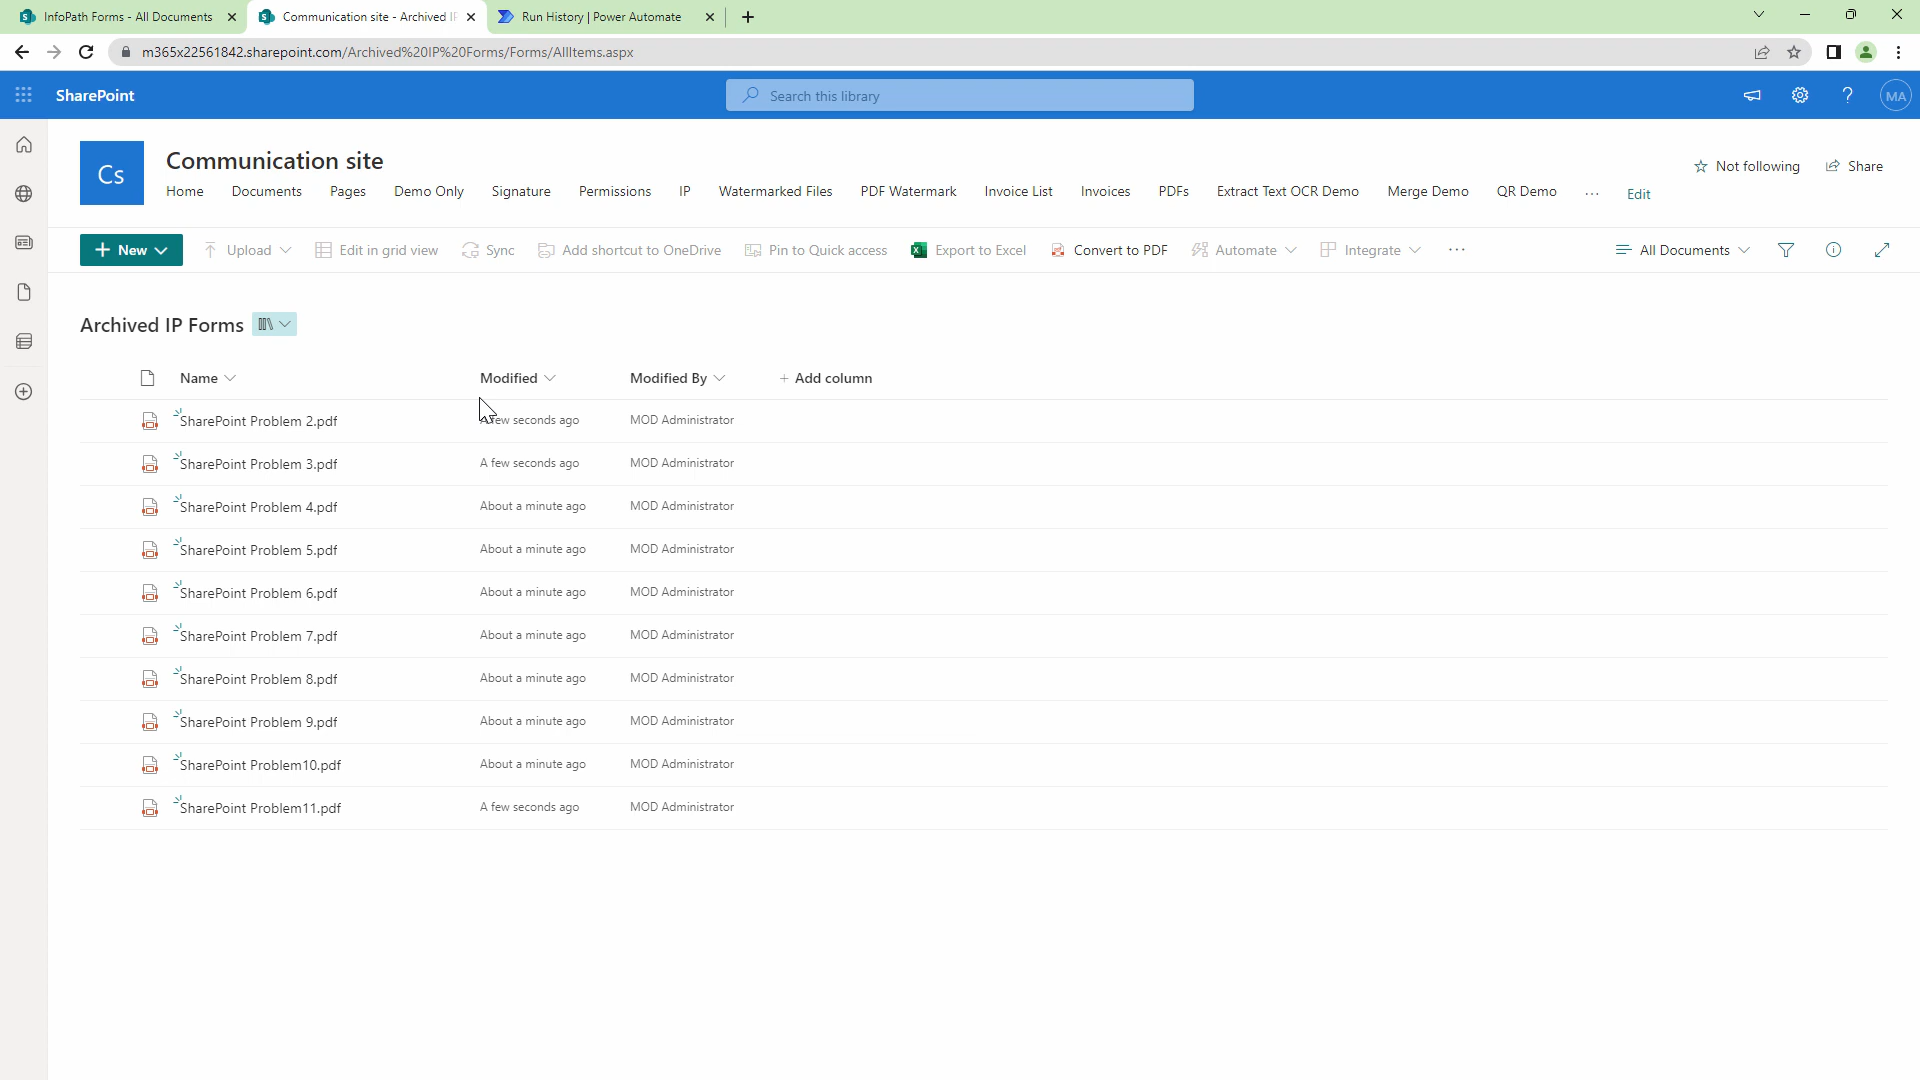 InfoPath Forms - All Documents
Communication site - Archived IP
Run History | Power Automate
m365x22561842.sharepoint.com/Archived%20IP%20Forms/Forms/AllItems.aspx
SharePoint
Search this library
MA
Cs
Communication site
Not following
Share
Home Documents Pages Demo Only Signature Permissions IP Watermarked Files PDF Watermark Invoice List Invoices PDFs Extract Text OCR Demo Merge Demo QR Demo ... Edit
+ New Upload Edit in grid view Sync Add shortcut to OneDrive Pin to Quick access Export to Excel Convert to PDF Automate Integrate ... All Documents
Archived IP Forms
Name Modified Modified By + Add column
SharePoint Problem 2.pdf A few seconds ago MOD Administrator
SharePoint Problem 3.pdf A few seconds ago MOD Administrator
SharePoint Problem 4.pdf About a minute ago MOD Administrator
SharePoint Problem 5.pdf About a minute ago MOD Administrator
SharePoint Problem 6.pdf About a minute ago MOD Administrator
SharePoint Problem 7.pdf About a minute ago MOD Administrator
SharePoint Problem 8.pdf About a minute ago MOD Administrator
SharePoint Problem 9.pdf About a minute ago MOD Administrator
SharePoint Problem10.pdf About a minute ago MOD Administrator
SharePoint Problem11.pdf A few seconds ago MOD Administrator